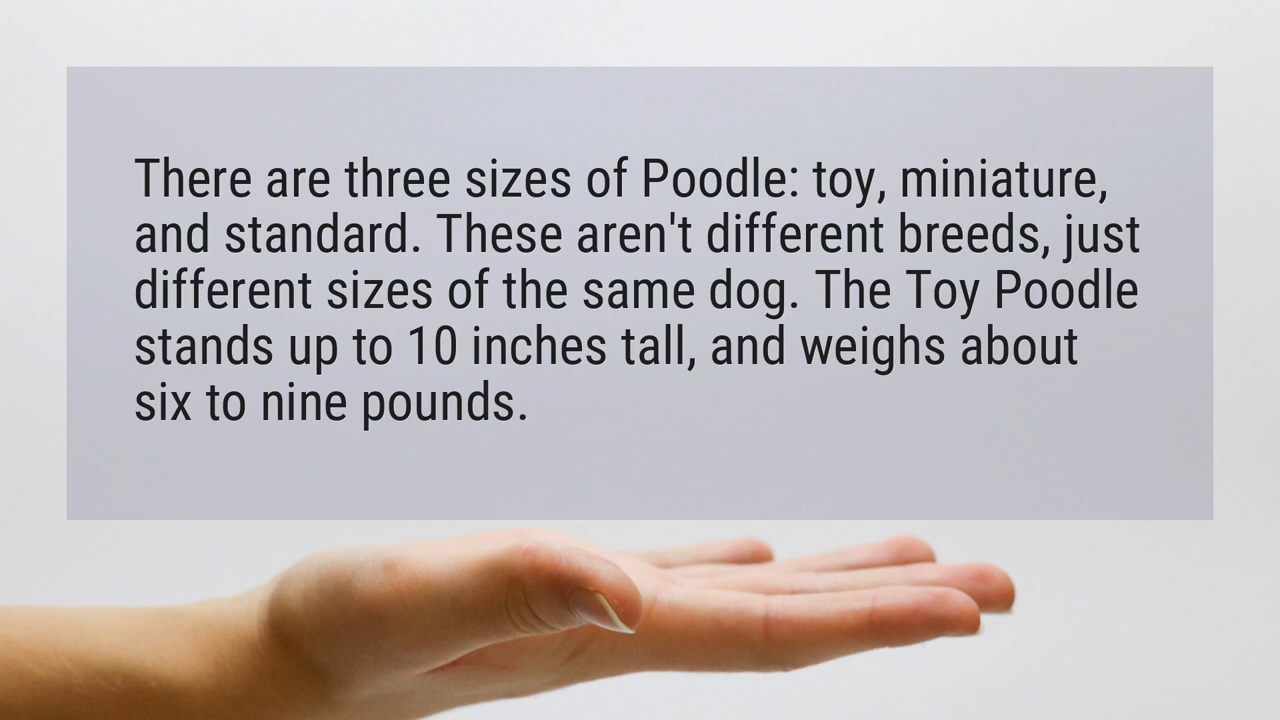 There are three sizes of Poodle: toy, miniature,
and standard. These aren't different breeds, just
different sizes of the same dog. The Toy Poodle
stands up to 10 inches tall, and weighs about
six to nine pounds.